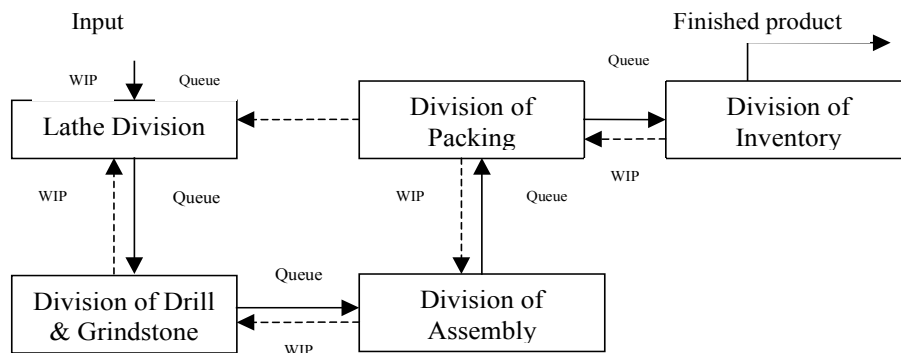 Input
Finished product
WIP
Queue
Queue
Lathe Division
Division of
Packing
Division of
Inventory
WIP
Queue
WIP
Queue
WIP
Queue
Division of Drill
& Grindstone
Division of
Assembly
WIP